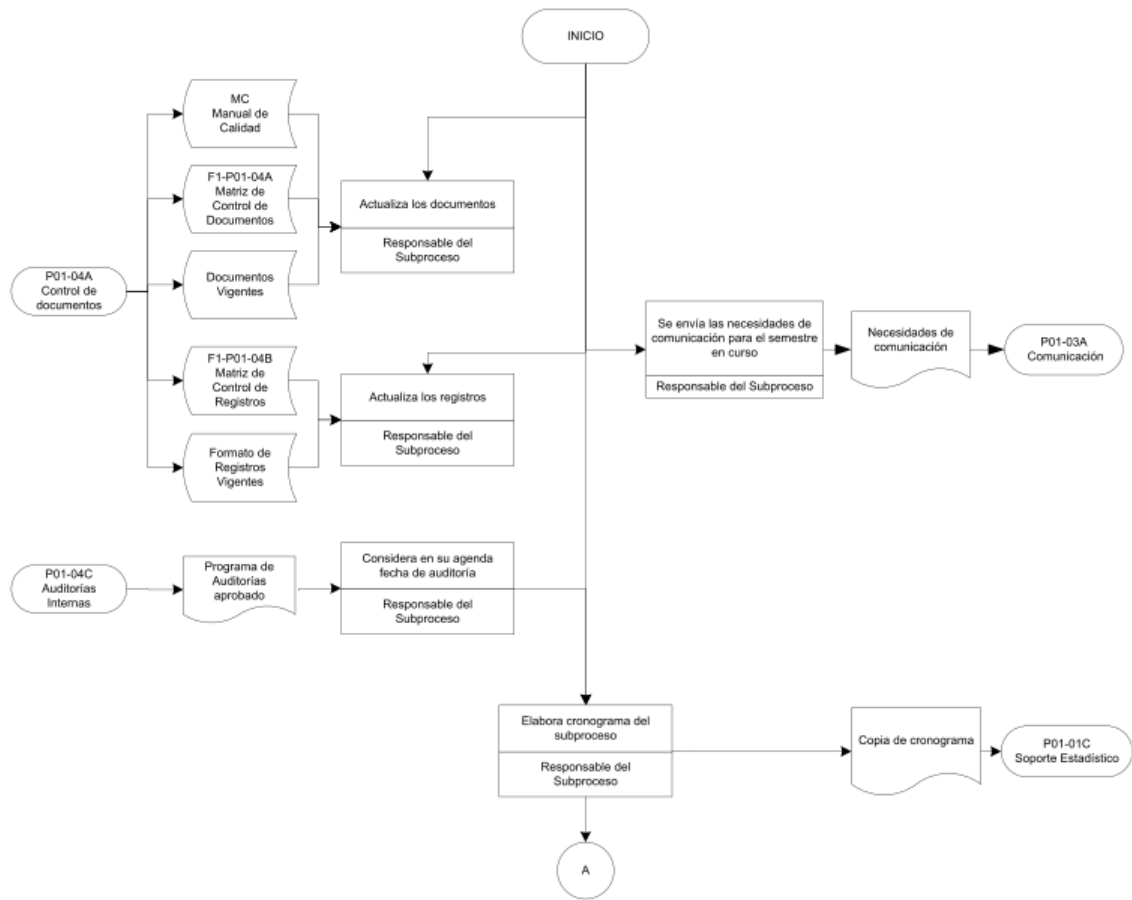 INICIO
MC
Manual de
Calidad
F1-P01-04A
Matriz de
Control de
Documentos
Actualiza los documentos
Responsable del
Subproceso
P01-04A
Control de
documentos
Documentos
Vigentes
Se envía las necesidades de
comunicación para el semestre
en curso
Responsable del Subproceso
Necesidades de
comunicación
P01-03A
Comunicación
F1-P01-04B
Matriz de
Control de
Registros
Actualiza los registros
Responsable del
Subproceso
Formato de
Registros
Vigentes
P01-04C
Auditorías
Internas
Programa de
Auditorías
aprobado
Considera en su agenda
fecha de auditoría
Responsable del
Subproceso
Elabora cronograma del
subproceso
Responsable del
Subproceso
Copia de cronograma
P01-01C
Soporte Estadístico
A